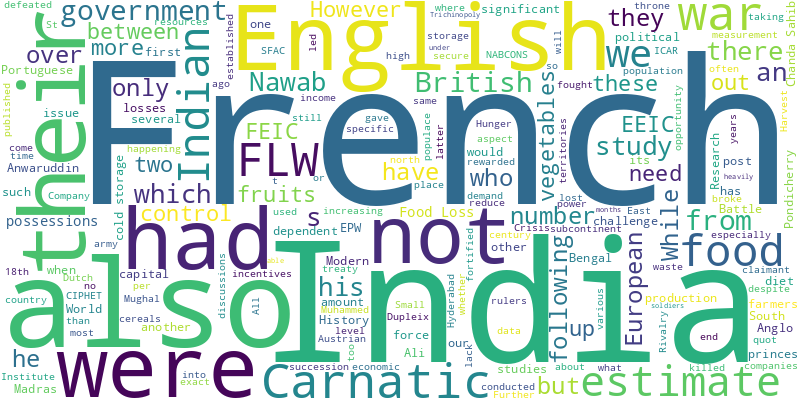 French
English
India
also
had
not
were
their
Carnatic
estimate
FLW
food
war
we
Indian
government
However
between
more
over
Portuguese
only
Nawab
British
they
there
these
an
out
EEIC
study
need
who
FEIC
two
which
fruits
control
possessions
have
vegetables
number
from
While
European
following
up
but
his
he
s
defeated
Trichinopoly
resources
St
one
where
significant
SFAC
led
under
storage
secure
NABCONS
high
established
ago
income
or
still
gave
specific
same
populace
latter
Hunger
aspect
would
rewarded
so
will
political
ICAR
population
fought
territories
its
throne
taking
measurement
often
opportunity
Chanda Sahib
Harvest
Pondicherry
years
Research
post
has
Battle
broke
heavily
such
losses
issue
several
published
come
time
happening
Anwaruddin
Company
cold storage
north
place
demand
reduce
power
lost
t
used
increasing
Food Loss
dependent
EPW
other
Crisis
subcontinent
months
East
challenge
especially
claimant
diet
despite
farmers
production
waste
South
Anglo
quot
princes
companies
Bengal
whether
various
fortified
century
Hyderabad
rulers
data
Small
Muhammed
Dupleix
Ali
our
lack
treaty
Modern
amount
History
level
Austrian
force
too
studies
conducted
Further
about
what
killed
end
Rivalry
soldiers
18th
army
when
Dutch
no
CIPHET
World
than
most
country
per
Mughal
cereals
another
capital
incentives
discussions
All
able
succession
economic
Institute
Madras
into
exact
first